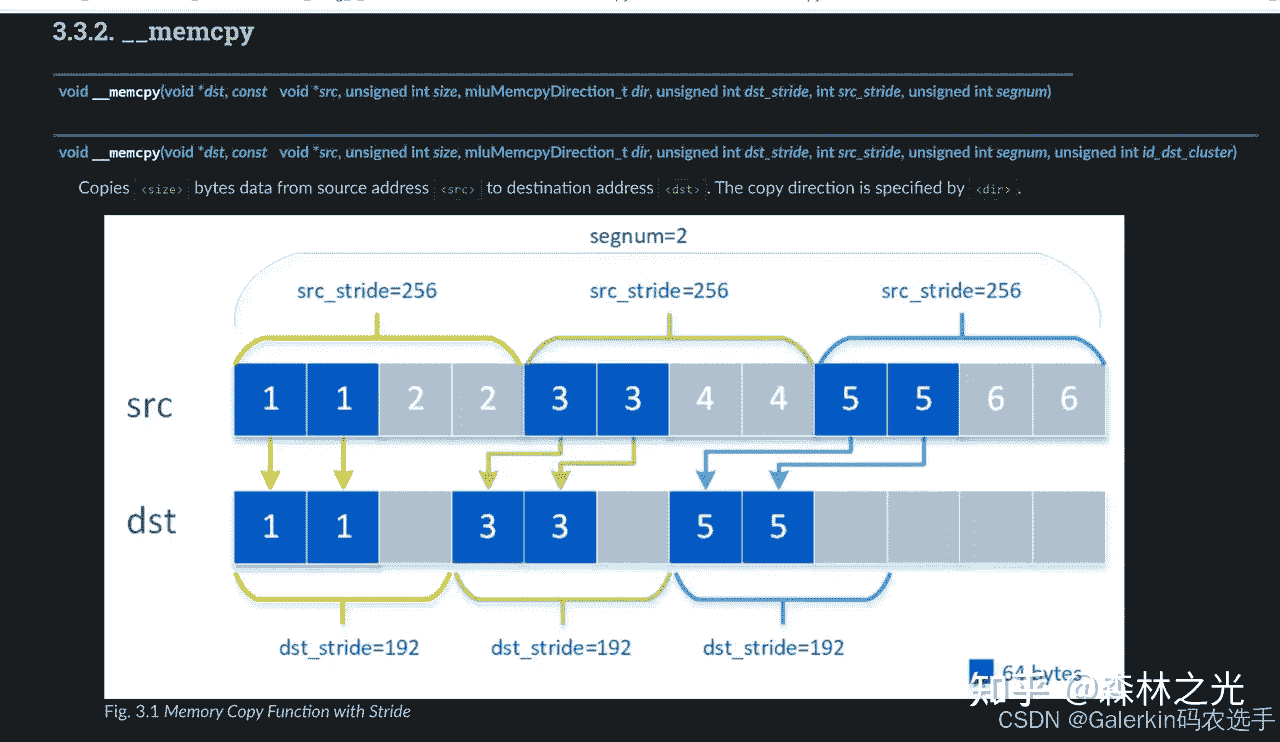 3.3.2. __memcpy
void __memcpy(void *dst, const void *src, unsigned int size, mluMemcpyDirection_t dir, unsigned int dst_stride, int src_stride, unsigned int segnum)
void __memcpy(void *dst, const void *src, unsigned int size, mluMemcpyDirection_t dir, unsigned int dst_stride, int src_stride, unsigned int segnum, unsigned int id_dst_cluster)
Copies <size> bytes data from source address <src> to destination address <dst>. The copy direction is specified by <dir>.
segnum=2
src_stride=256 src_stride=256 src_stride=256
src 1 1 2 2 3 3 4 4 5 5 6 6
dst 1 1 3 3 5 5
dst_stride=192 dst_stride=192 dst_stride=192
64 bytes
知乎 @森林之光
Fig. 3.1 Memory Copy Function with Stride
CSDN @Galerkin码农选手